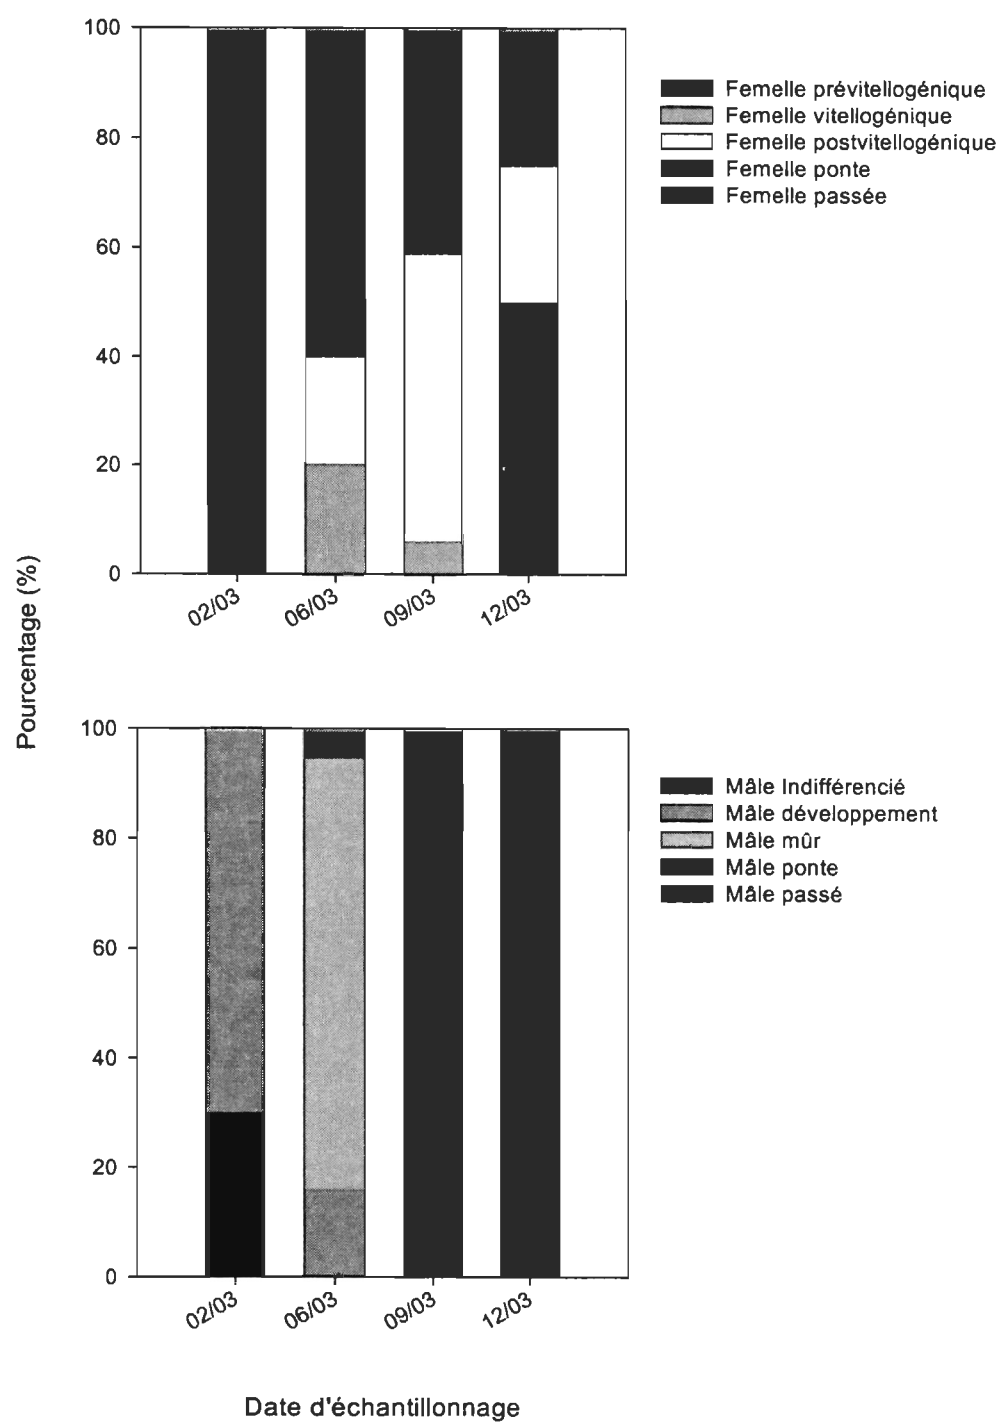 Pourcentage (%)
100
80
60
40
20
0
02/03
06/03
09/03
12/03
Femelle prévitellogénique
Femelle vitellogénique
Femelle postvitellogénique
Femelle ponte
Femelle passée
100
80
60
40
20
0
02/03
06/03
09/03
12/03
Mâle Indifférencié
Mâle développement
Mâle mûr
Mâle ponte
Mâle passé
Date d'échantillonnage